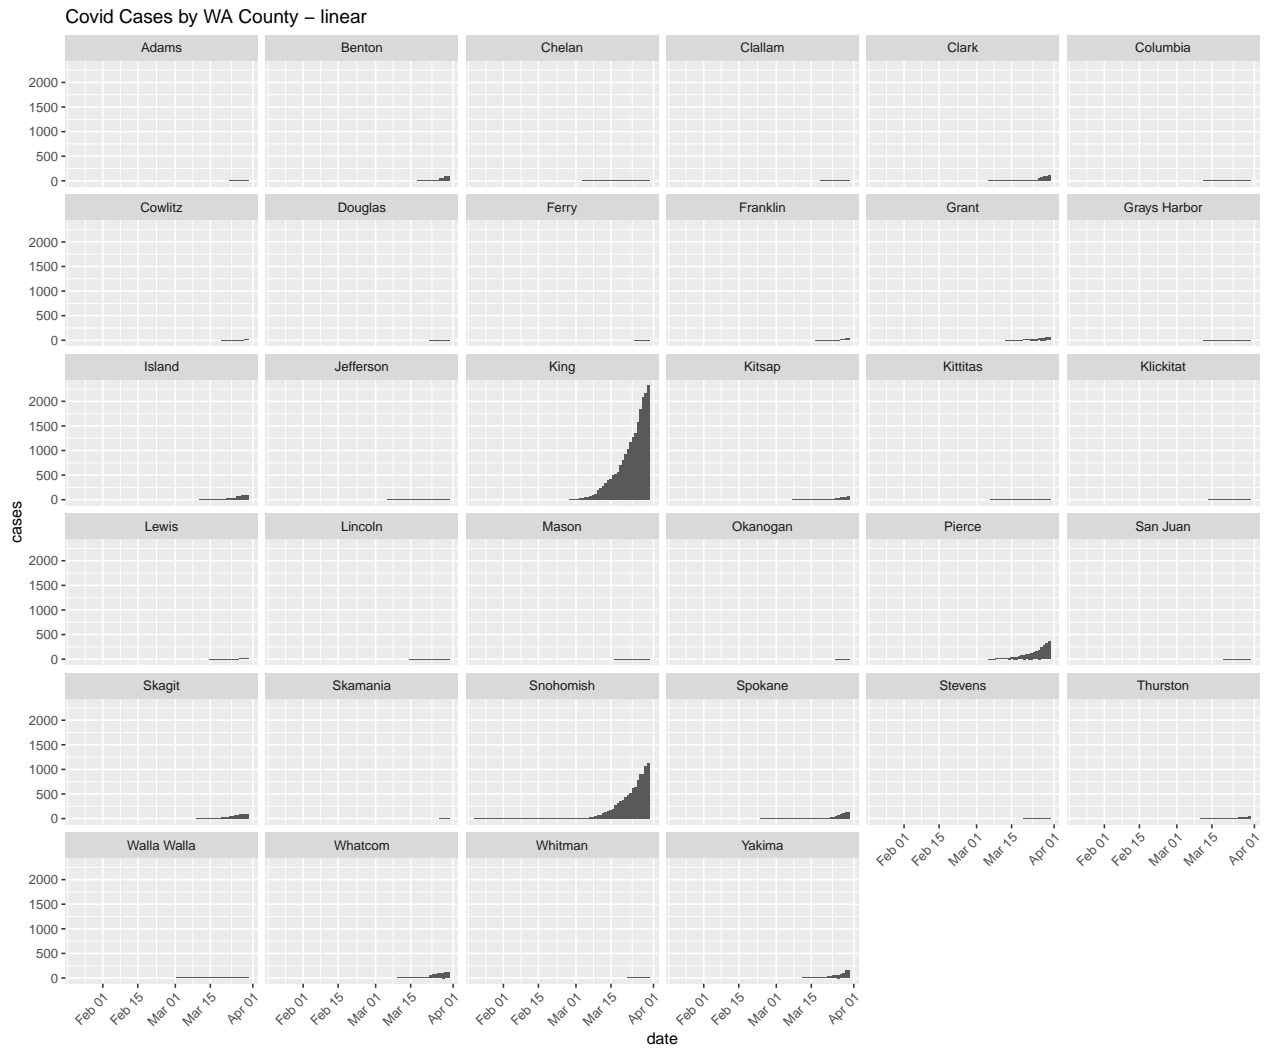 Covid Cases by WA County – linear
Adams Benton Chelan Clallam Clark Columbia
2000
1500
1000
500
0
Cowlitz Douglas Ferry Franklin Grant Grays Harbor
2000
1500
1000
500
0
Island Jefferson King Kitsap Kittitas Klickitat
2000
1500
1000
500
0
cases
Lewis Lincoln Mason Okanogan Pierce San Juan
2000
1500
1000
500
0
Skagit Skamania Snohomish Spokane Stevens Thurston
2000
1500
1000
500
0
Feb 01 Feb 15 Mar 01 Mar 15 Apr 01 Feb 01 Feb 15 Mar 01 Mar 15 Apr 01
Walla Walla Whatcom Whitman Yakima
2000
1500
1000
500
0
Feb 01 Feb 15 Mar 01 Mar 15 Apr 01 Feb 01 Feb 15 Mar 01 Mar 15 Apr 01 Feb 01 Feb 15 Mar 01 Mar 15 Apr 01 Feb 01 Feb 15 Mar 01 Mar 15 Apr 01
date